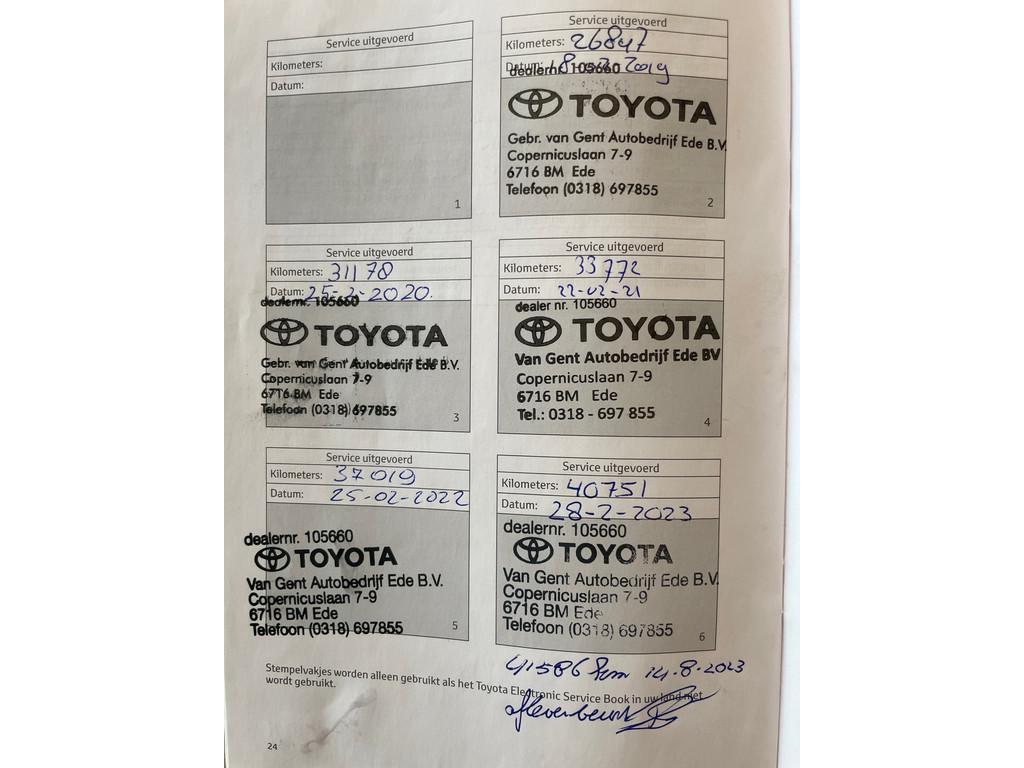 Service uitgevoerd
Kilometers:
Datum:
1
Service uitgevoerd
Kilometers: 26847
Datum: 2019
dealernr. 105660
TOYOTA
Gebr. van Gent Autobedrijf Ede B.V.
Copernicuslaan 7-9
6716 BM Ede
Telefoon (0318) 697855
2
Service uitgevoerd
Kilometers: 31178
Datum: 25-2-2020.
dealernr. 105660
TOYOTA
Gebr. van Gent Autobedrijf Ede B.V.
Copernicuslaan 7-9
6716 BM Ede
Telefoon (0318) 697855
3
Service uitgevoerd
Kilometers: 33772
Datum: 22-02-21
dealer nr. 105660
TOYOTA
Van Gent Autobedrijf Ede BV
Copernicuslaan 7-9
6716 BM Ede
Tel.: 0318 - 697 855
4
Service uitgevoerd
Kilometers: 37019
Datum: 25-02-2022
dealernr. 105660
TOYOTA
Van Gent Autobedrijf Ede B.V.
Copernicuslaan 7-9
6716 BM Ede
Telefoon (0318) 697855
5
Service uitgevoerd
Kilometers: 40751
Datum: 28-2-2023
dealernr. 105660
TOYOTA
Van Gent Autobedrijf Ede B.V.
Copernicuslaan 7-9
6716 BM Ede
Telefoon (0318) 697855
6
41586 km 14.8.2023
Stempelvakjes worden alleen gebruikt als het Toyota Electronic Service Book in uw land niet
wordt gebruikt.
afleverbeurt
24